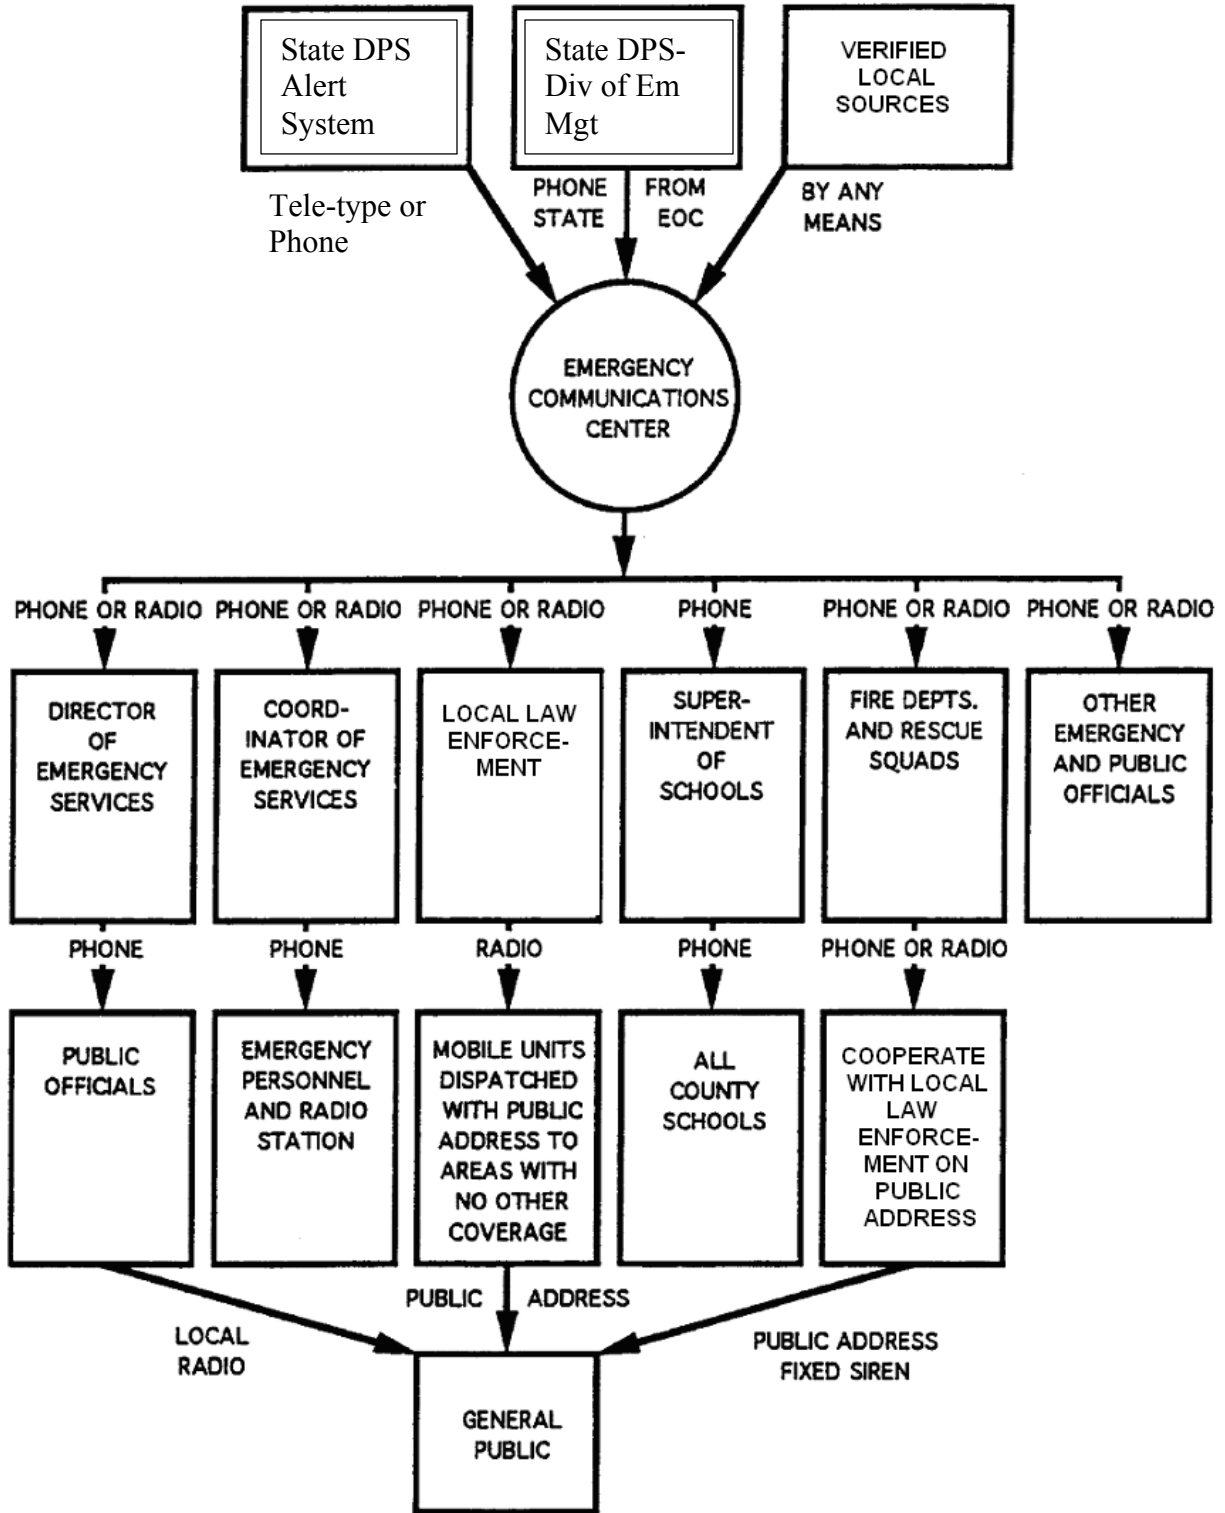 State DPS
Alert
System
State DPS-
Div of Em
Mgt
VERIFIED
LOCAL
SOURCES
Tele-type or
Phone
PHONE FROM
STATE EOC
BY ANY
MEANS
EMERGENCY
COMMUNICATIONS
CENTER
PHONE OR RADIO
PHONE OR RADIO
PHONE OR RADIO
PHONE
PHONE OR RADIO
PHONE OR RADIO
DIRECTOR
OF
EMERGENCY
SERVICES
COORD-
INATOR OF
EMERGENCY
SERVICES
LOCAL LAW
ENFORCE-
MENT
SUPER-
INTENDENT
OF
SCHOOLS
FIRE DEPTS.
AND RESCUE
SQUADS
OTHER
EMERGENCY
AND PUBLIC
OFFICIALS
PHONE
PHONE
RADIO
PHONE
PHONE OR RADIO
PUBLIC
OFFICIALS
EMERGENCY
PERSONNEL
AND RADIO
STATION
MOBILE UNITS
DISPATCHED
WITH PUBLIC
ADDRESS TO
AREAS WITH
NO OTHER
COVERAGE
ALL
COUNTY
SCHOOLS
COOPERATE
WITH LOCAL
LAW
ENFORCE-
MENT ON
PUBLIC
ADDRESS
LOCAL
RADIO
PUBLIC ADDRESS
PUBLIC ADDRESS
FIXED SIREN
GENERAL
PUBLIC